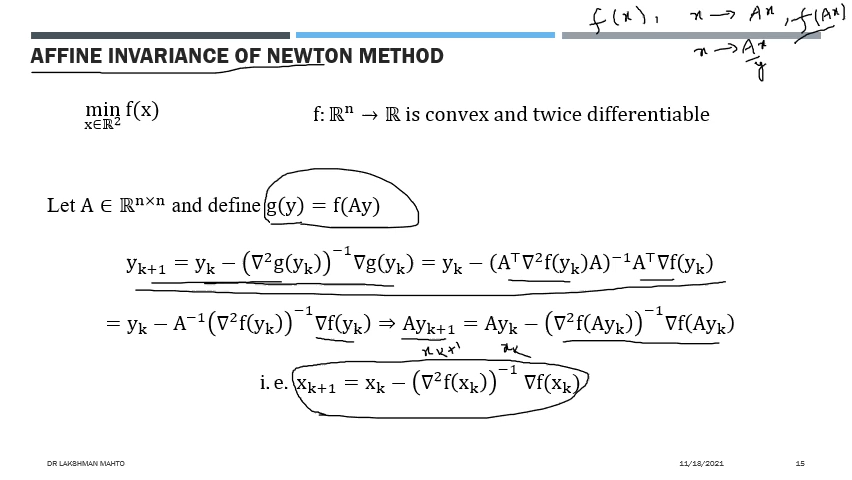 f(x), x → Ax, f(Ax)
x → Ax
y
AFFINE INVARIANCE OF NEWTON METHOD
min f(x) f: ℝⁿ → ℝ is convex and twice differentiable
x∈ℝ²
Let A ∈ ℝⁿˣⁿ and define g(y) = f(Ay)
yₖ₊₁ = yₖ − (∇²g(yₖ))⁻¹∇g(yₖ) = yₖ − (Aᵀ∇²f(yₖ)A)⁻¹Aᵀ∇f(yₖ)
= yₖ − A⁻¹(∇²f(yₖ))⁻¹∇f(yₖ) ⇒ Ayₖ₊₁ = Ayₖ − (∇²f(Ayₖ))⁻¹∇f(Ayₖ)
xₖ₊₁ xₖ
i. e. xₖ₊₁ = xₖ − (∇²f(xₖ))⁻¹ ∇f(xₖ)
DR LAKSHMAN MAHTO 11/18/2021 15